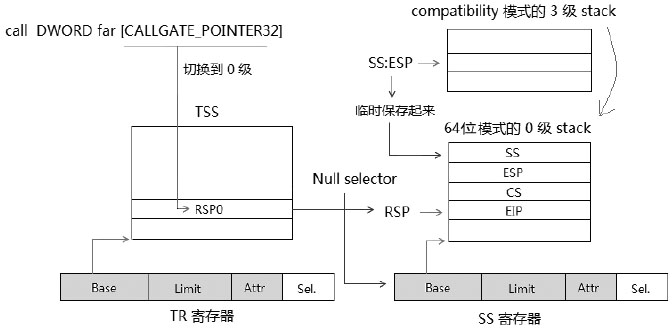 compatibility 模式的 3 级 stack
call DWORD far [CALLGATE_POINTER32]
SS:ESP
切换到 0 级
临时保存起来
TSS
64位模式的 0 级 stack
SS
ESP
CS
EIP
Null selector
RSP0
RSP
Base
Limit
Attr
Sel.
TR 寄存器
Base
Limit
Attr
Sel.
SS 寄存器